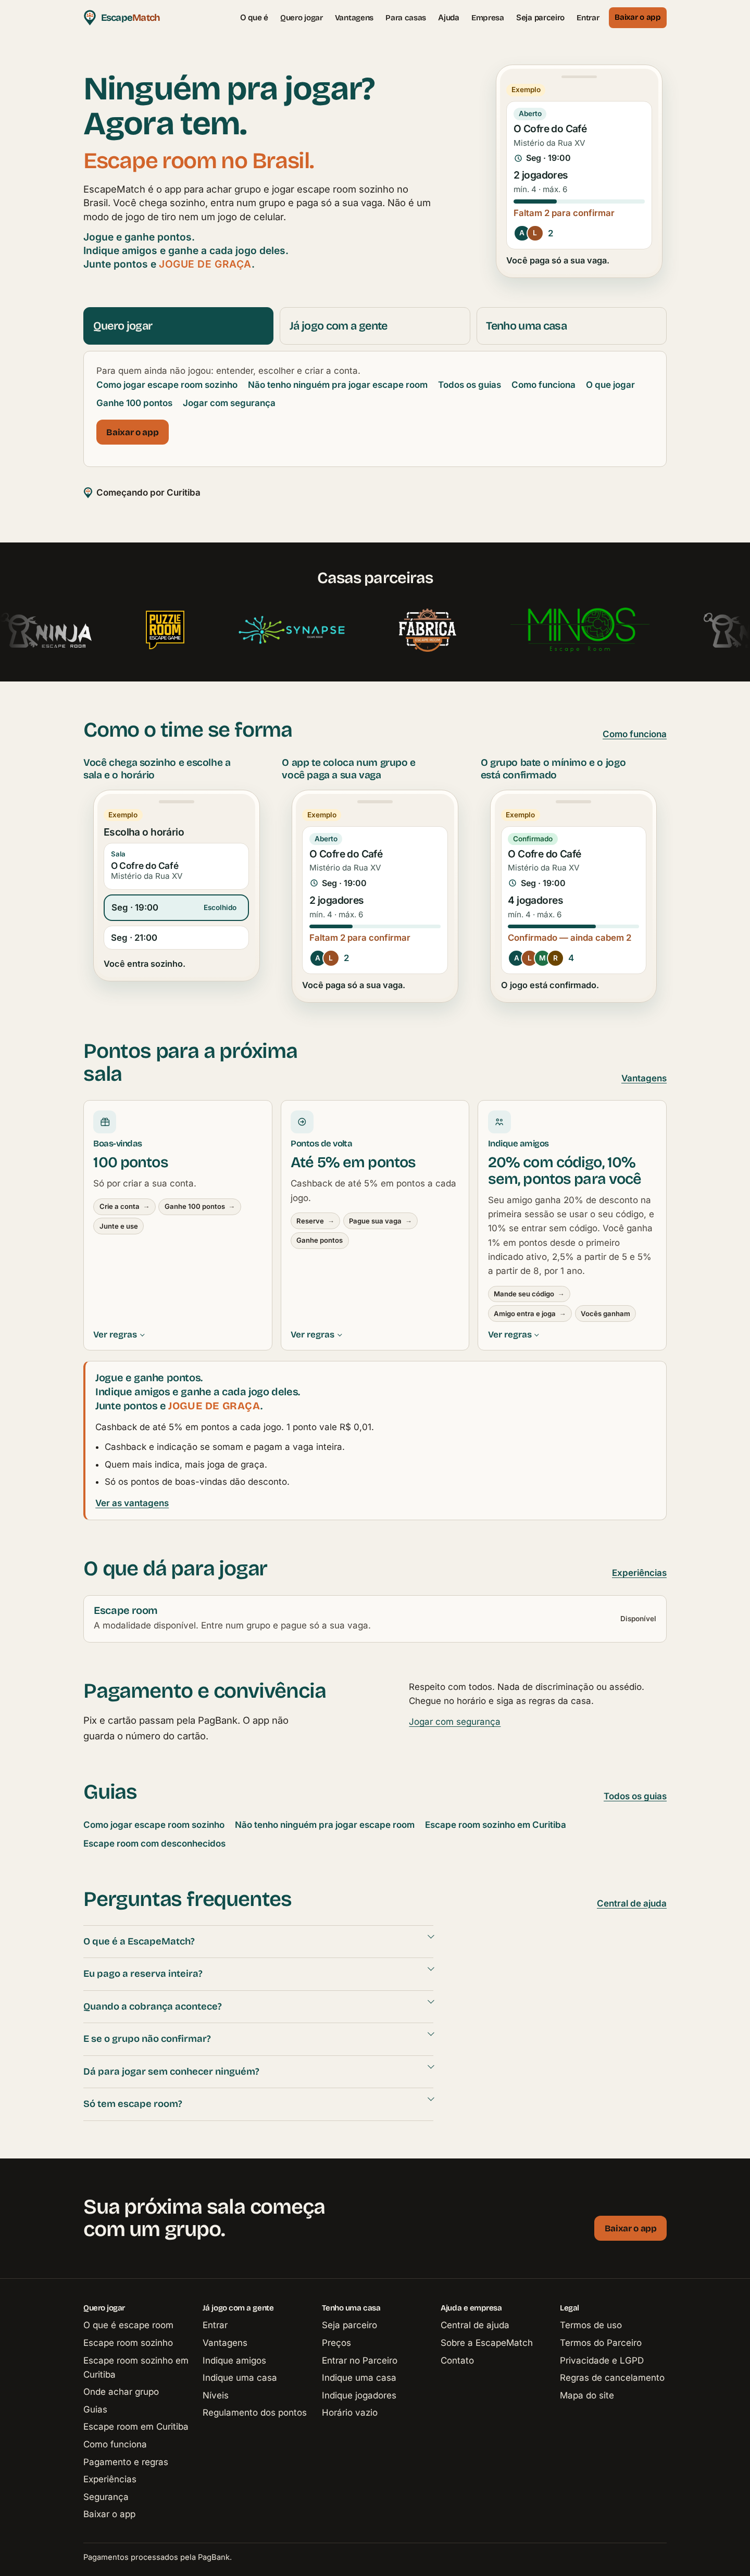 EscapeMatch
O que é
Quero jogar
Vantagens
Para casas
Ajuda
Empresa
Seja parceiro
Entrar
Baixar o app
Ninguém pra jogar?
Agora tem.
Escape room no Brasil.
EscapeMatch é o app para achar grupo e jogar escape room sozinho no
Brasil. Você chega sozinho, entra num grupo e paga só a sua vaga. Não é um
modo de jogo de tiro nem um jogo de celular.
Jogue e ganhe pontos.
Indique amigos e ganhe a cada jogo deles.
Junte pontos e JOGUE DE GRAÇA.
Exemplo
Aberto
O Cofre do Café
Mistério da Rua XV
Seg · 19:00
2 jogadores
mín. 4 · máx. 6
Faltam 2 para confirmar
A L 2
Você paga só a sua vaga.
Quero jogar
Já jogo com a gente
Tenho uma casa
Para quem ainda não jogou: entender, escolher e criar a conta.
Como jogar escape room sozinho Não tenho ninguém pra jogar escape room Todos os guias Como funciona O que jogar
Ganhe 100 pontos Jogar com segurança
Baixar o app
Começando por Curitiba
Casas parceiras
NINJA
ESCAPE ROOM
PUZZLE
ROOM
ESCAPE GAME
SYNAPSE
FABRICA
MINOS
Escape Room
Como o time se forma
Como funciona
Você chega sozinho e escolhe a
sala e o horário
Exemplo
Escolha o horário
Sala
O Cofre do Café
Mistério da Rua XV
Seg · 19:00 Escolhido
Seg · 21:00
Você entra sozinho.
O app te coloca num grupo e
você paga a sua vaga
Exemplo
Aberto
O Cofre do Café
Mistério da Rua XV
Seg · 19:00
2 jogadores
mín. 4 · máx. 6
Faltam 2 para confirmar
A L 2
Você paga só a sua vaga.
O grupo bate o mínimo e o jogo
está confirmado
Exemplo
Confirmado
O Cofre do Café
Mistério da Rua XV
Seg · 19:00
4 jogadores
mín. 4 · máx. 6
Confirmado — ainda cabem 2
A L M R 4
O jogo está confirmado.
Pontos para a próxima
sala
Vantagens
Boas-vindas
100 pontos
Só por criar a sua conta.
Crie a conta → Ganhe 100 pontos →
Junte e use
Ver regras
Pontos de volta
Até 5% em pontos
Cashback de até 5% em pontos a cada
jogo.
Reserve → Pague sua vaga →
Ganhe pontos
Ver regras
Indique amigos
20% com código, 10%
sem, pontos para você
Seu amigo ganha 20% de desconto na
primeira sessão se usar o seu código, e
10% se entrar sem código. Você ganha
1% em pontos desde o primeiro
indicado ativo, 2,5% a partir de 5 e 5%
a partir de 8, por 1 ano.
Mande seu código →
Amigo entra e joga → Vocês ganham
Ver regras
Jogue e ganhe pontos.
Indique amigos e ganhe a cada jogo deles.
Junte pontos e JOGUE DE GRAÇA.
Cashback de até 5% em pontos a cada jogo. 1 ponto vale R$ 0,01.
• Cashback e indicação se somam e pagam a vaga inteira.
• Quem mais indica, mais joga de graça.
• Só os pontos de boas-vindas dão desconto.
Ver as vantagens
O que dá para jogar
Experiências
Escape room
A modalidade disponível. Entre num grupo e pague só a sua vaga.
Disponível
Pagamento e convivência
Pix e cartão passam pela PagBank. O app não
guarda o número do cartão.
Respeito com todos. Nada de discriminação ou assédio.
Chegue no horário e siga as regras da casa.
Jogar com segurança
Guias
Todos os guias
Como jogar escape room sozinho Não tenho ninguém pra jogar escape room Escape room sozinho em Curitiba
Escape room com desconhecidos
Perguntas frequentes
Central de ajuda
O que é a EscapeMatch?
Eu pago a reserva inteira?
Quando a cobrança acontece?
E se o grupo não confirmar?
Dá para jogar sem conhecer ninguém?
Só tem escape room?
Sua próxima sala começa
com um grupo.
Baixar o app
Quero jogar
O que é escape room
Escape room sozinho
Escape room sozinho em
Curitiba
Onde achar grupo
Guias
Escape room em Curitiba
Como funciona
Pagamento e regras
Experiências
Segurança
Baixar o app
Já jogo com a gente
Entrar
Vantagens
Indique amigos
Indique uma casa
Níveis
Regulamento dos pontos
Tenho uma casa
Seja parceiro
Preços
Entrar no Parceiro
Indique uma casa
Indique jogadores
Horário vazio
Ajuda e empresa
Central de ajuda
Sobre a EscapeMatch
Contato
Legal
Termos de uso
Termos do Parceiro
Privacidade e LGPD
Regras de cancelamento
Mapa do site
Pagamentos processados pela PagBank.